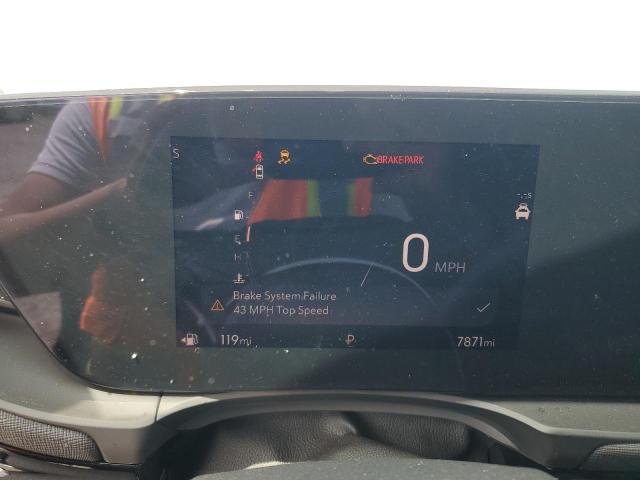 S
BRAKE PARK
F
E
H
-.-s
0 MPH
Brake System Failure
43 MPH Top Speed
119mi
P
7871mi
C